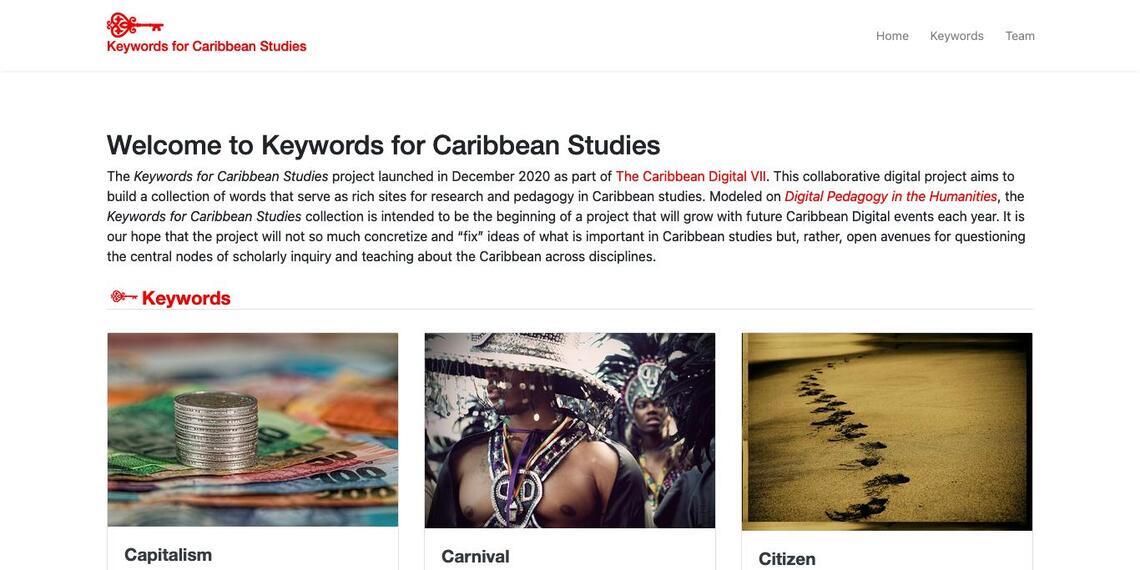 Keywords for Caribbean Studies
Home Keywords Team
Welcome to Keywords for Caribbean Studies
The Keywords for Caribbean Studies project launched in December 2020 as part of The Caribbean Digital VII. This collaborative digital project aims to
build a collection of words that serve as rich sites for research and pedagogy in Caribbean studies. Modeled on Digital Pedagogy in the Humanities, the
Keywords for Caribbean Studies collection is intended to be the beginning of a project that will grow with future Caribbean Digital events each year. It is
our hope that the project will not so much concretize and “fix” ideas of what is important in Caribbean studies but, rather, open avenues for questioning
the central nodes of scholarly inquiry and teaching about the Caribbean across disciplines.
Keywords
100
Capitalism
Carnival
Citizen